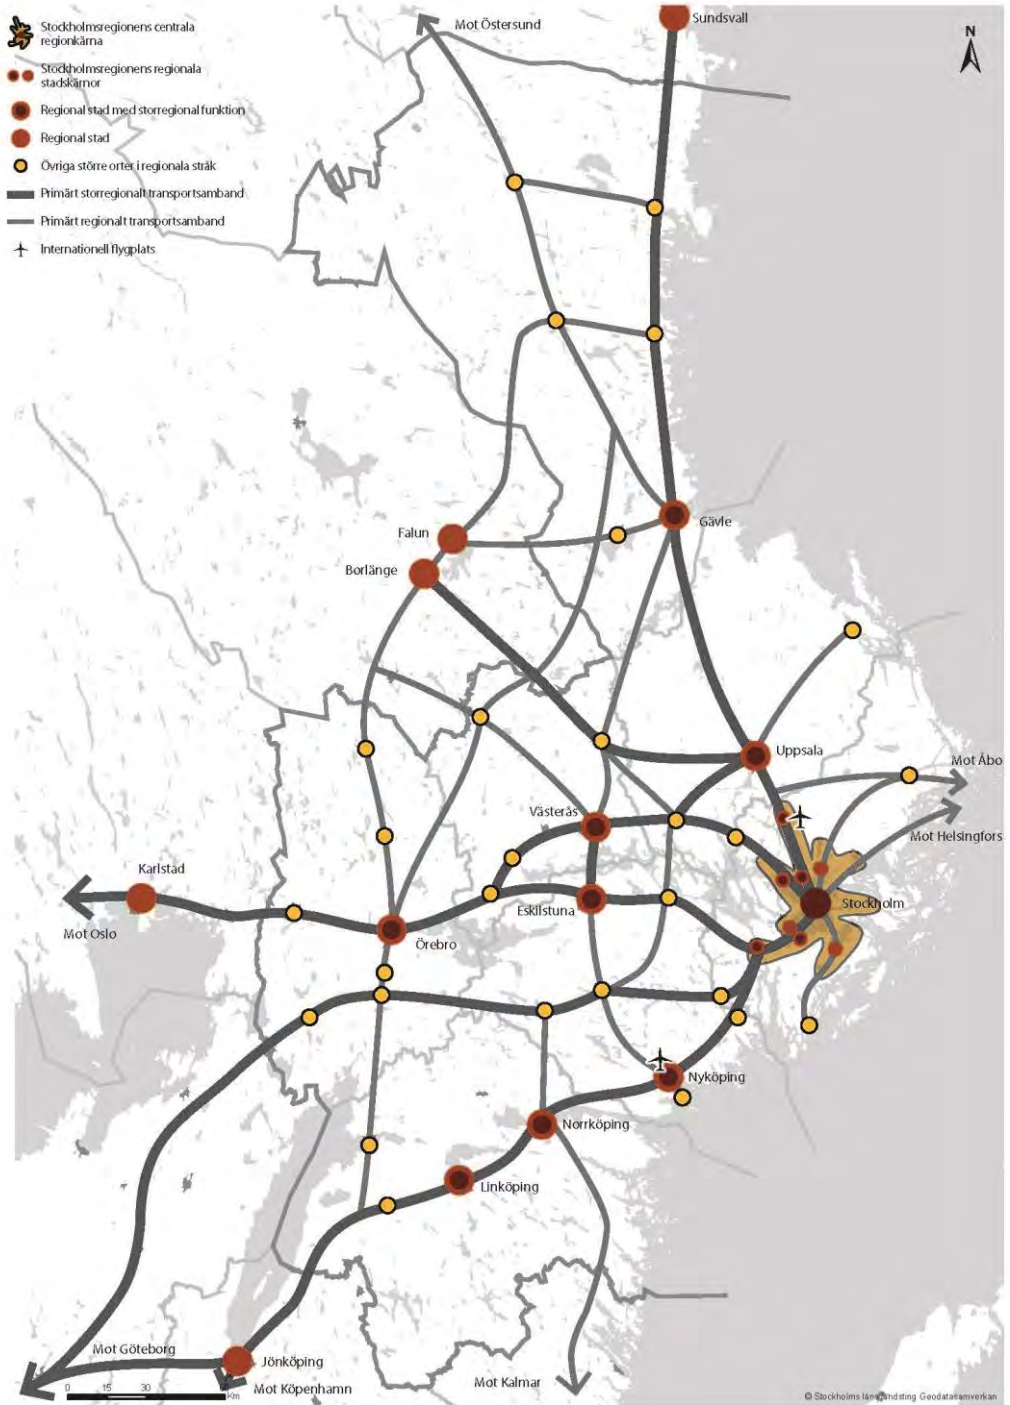 Stockholmsregionens centrala
regionkärna
Stockholmsregionens regionala
stadskärnor
Regional stad med storregional funktion
Regional stad
Övriga större orter i regionala stråk
Primärt storregionalt transportsamband
Primärt regionalt transportsamband
Internationell flygplats
Mot Östersund
Sundsvall
N
Gävle
Falun
Borlänge
Uppsala
Mot Åbo
Västerås
Mot Helsingfors
Karlstad
Stockholm
Eskilstuna
Mot Oslo
Örebro
Nyköping
Norrköping
Linköping
Mot Göteborg
Jönköping
Mot Köpenhamn
Mot Kalmar
0 15 30
Km
© Stockholms läns landsting Geodatasamverkan